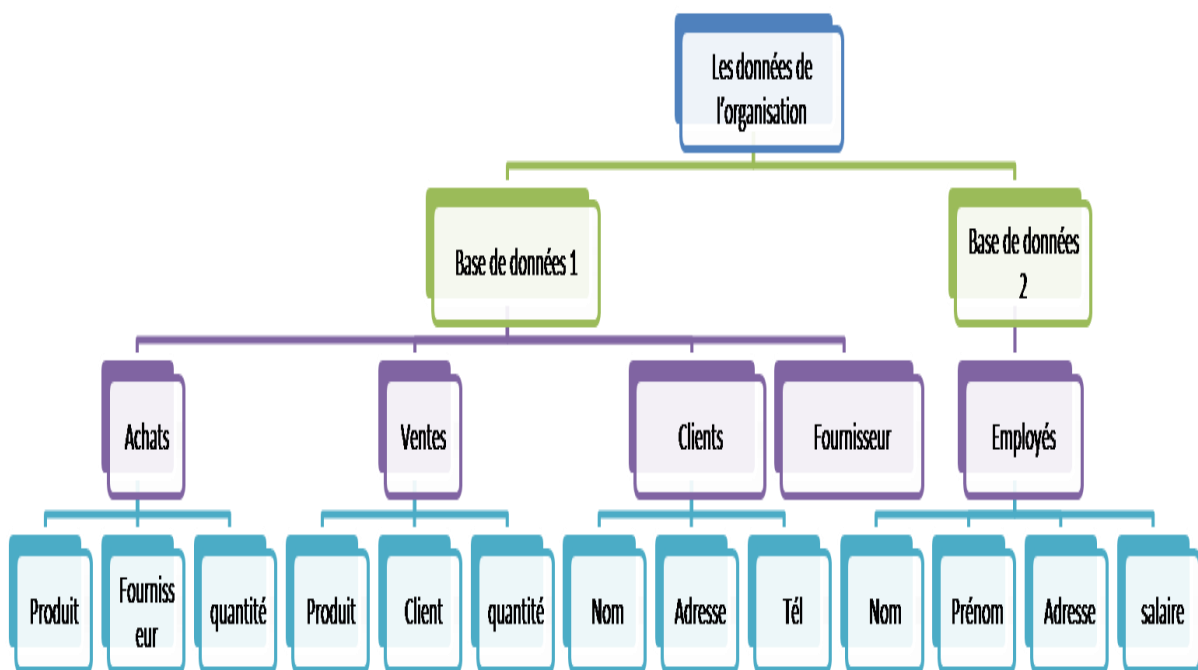 Les données de
l'organisation
Base de données 1
Base de données
2
Achats
Ventes
Clients
Fournisseur
Employés
Produit
Fourniss
eur
quantité
Produit
Client
quantité
Nom
Adresse
Tél
Nom
Prénom
Adresse
salaire